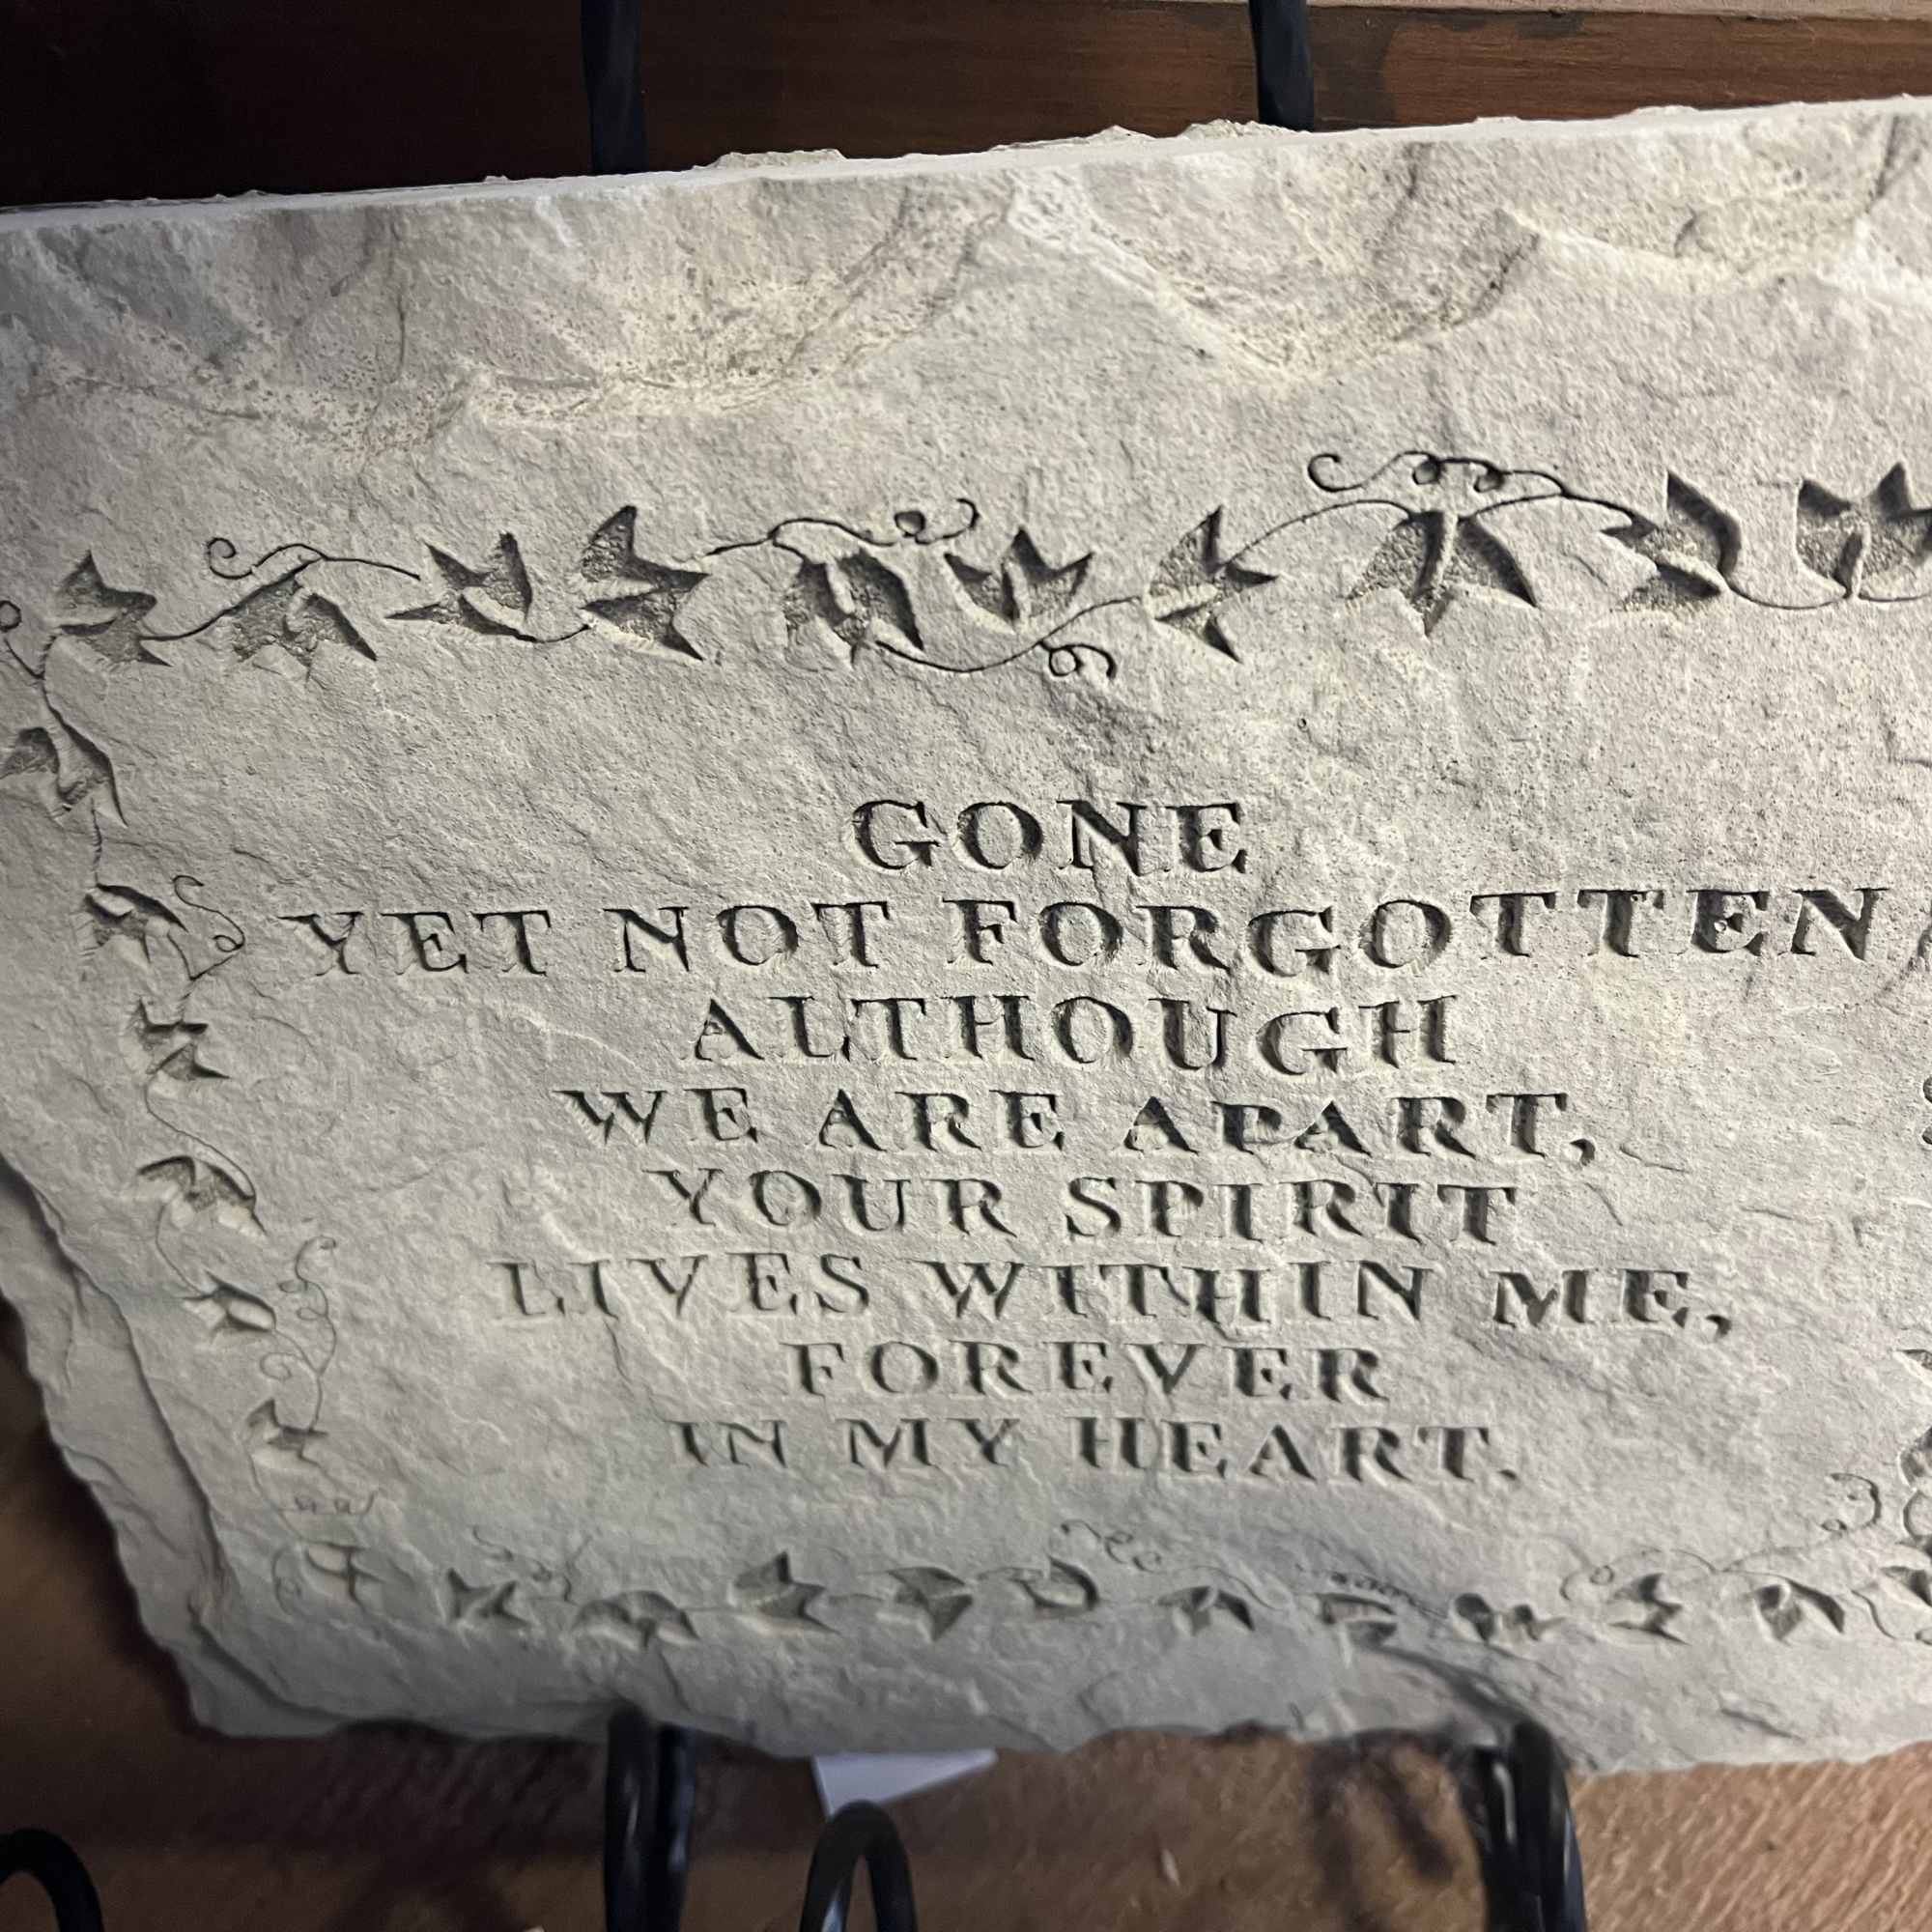 GONE
YET NOT FORGOTTEN
ALTHOUGH
WE ARE APART,
YOUR SPIRIT
LIVES WITHIN ME,
FOREVER
IN MY HEART.